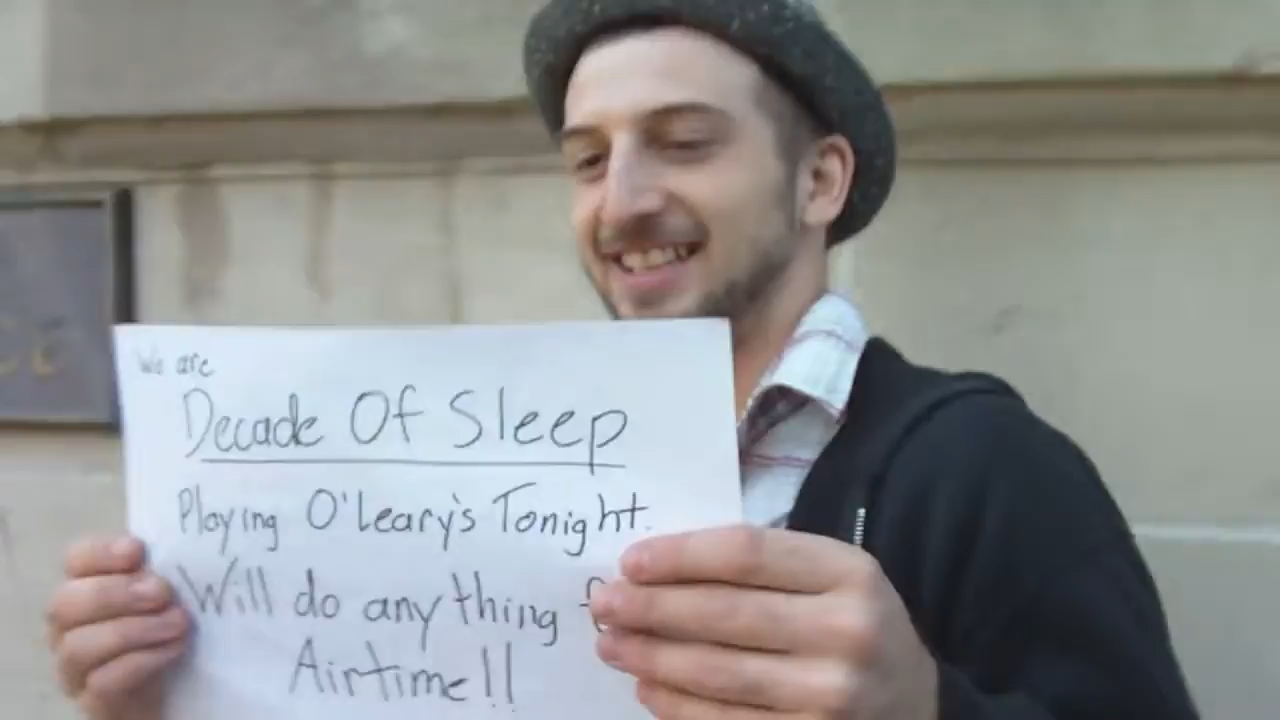 We are
Decade Of Sleep
Playing O'Leary's Tonight.
Will do anything
Airtime!!